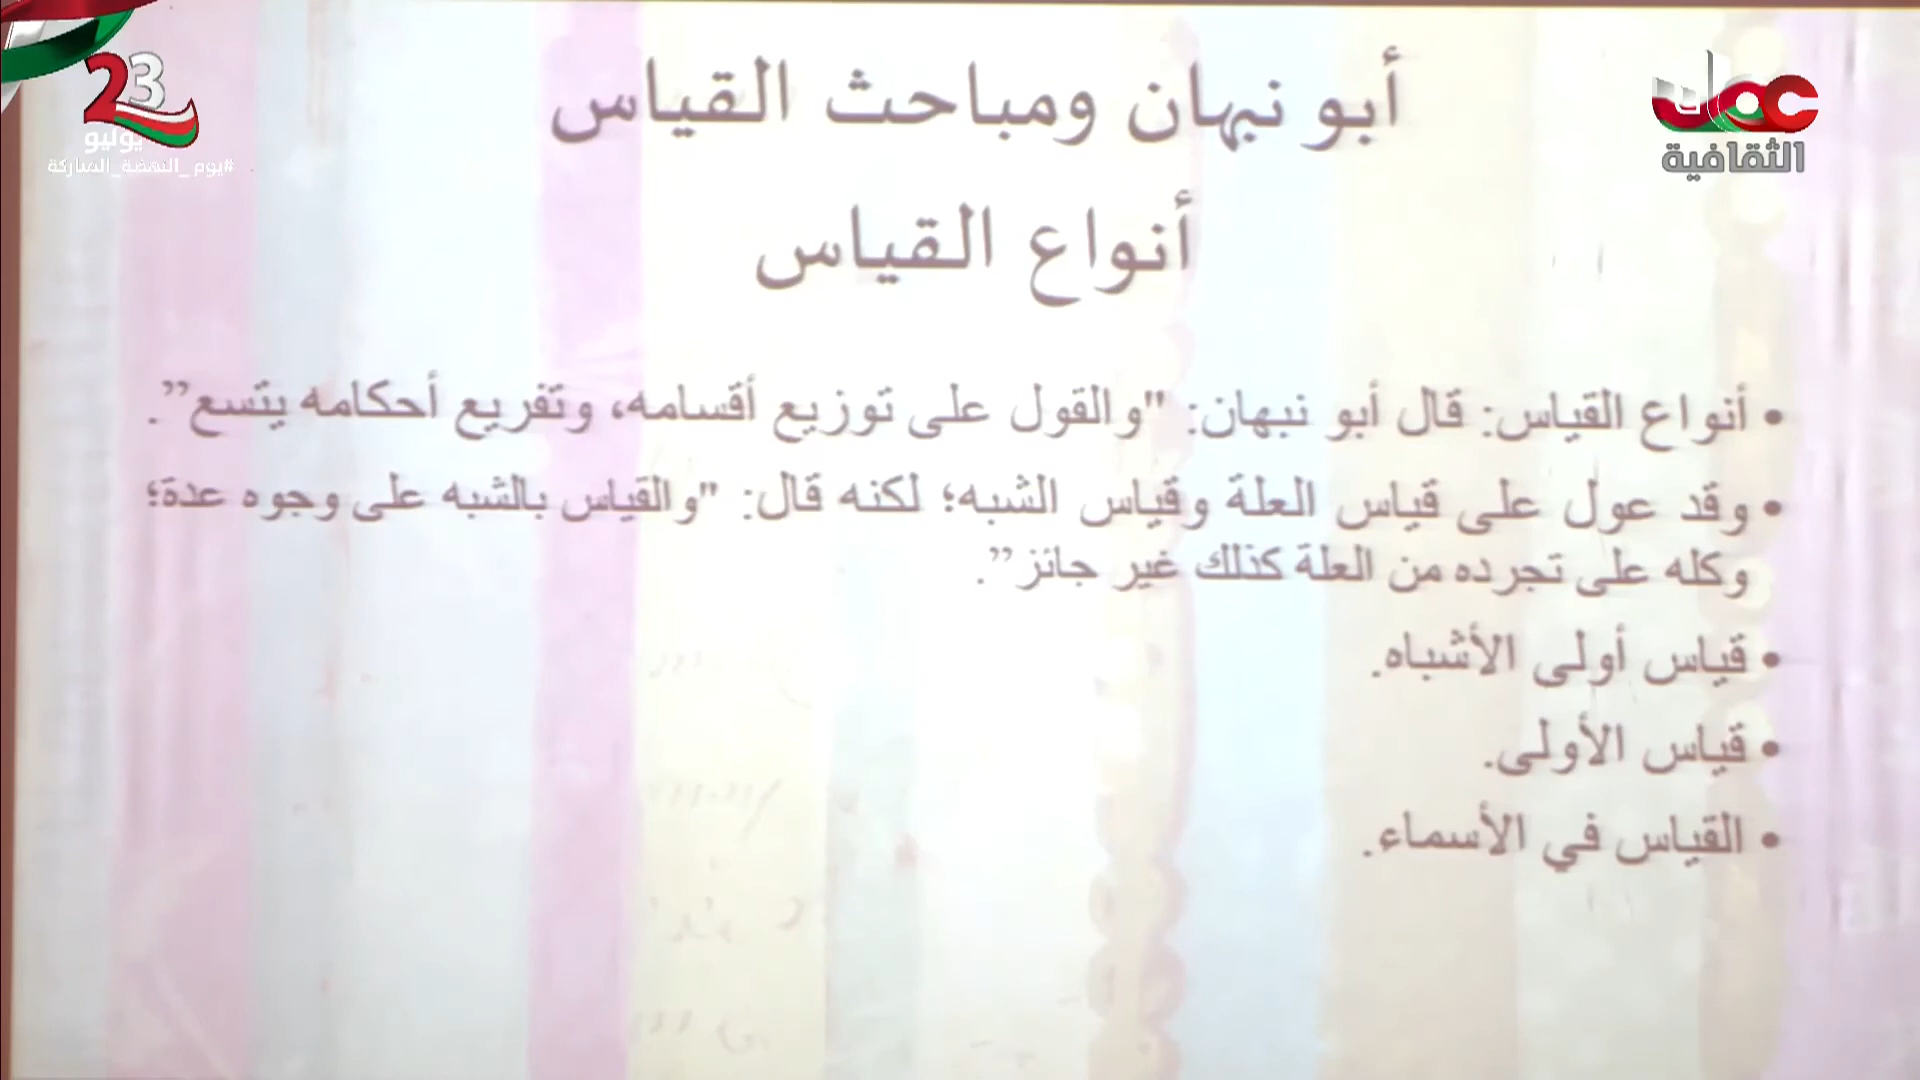 أبو نبهان ومباحث القياس
أنواع القياس
• أنواع القياس: قال أبو نبهان: "والقول على توزيع أقسامه، وتفريع أحكامه يتسع”.
• وقد عول على قياس العلة وقياس الشبه؛ لكنه قال: "والقياس بالشبه على وجوه عدة؛
وكله على تجرده من العلة كذلك غير جائز”.
• قياس أولى الأشباه.
• قياس الأولى.
• القياس في الأسماء.
23
يوليو
#يوم_النهضة_المباركة
عمان
الثقافية